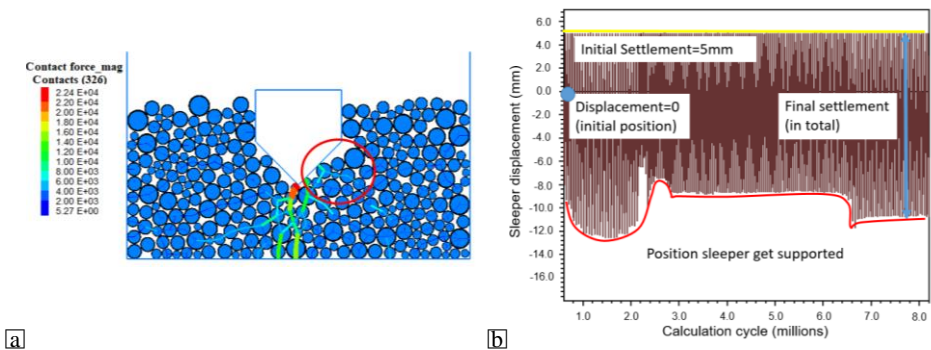 Contact force_mag
Contacts (326)
2.24 E+04
2.20 E+04
2.00 E+04
1.80 E+04
1.60 E+04
1.40 E+04
1.20 E+04
1.00 E+04
8.00 E+03
6.00 E+03
4.00 E+03
2.00 E+03
5.27 E+00
a
Sleeper displacement (mm)
6.0
4.0
2.0
0.0
-2.0
-4.0
-6.0
-8.0
-10.0
-12.0
-14.0
-16.0
Initial Settlement=5mm
Displacement=0
(initial position)
Final settlement
(in total)
Position sleeper get supported
1.0 2.0 3.0 4.0 5.0 6.0 7.0 8.0
Calculation cycle (millions)
b